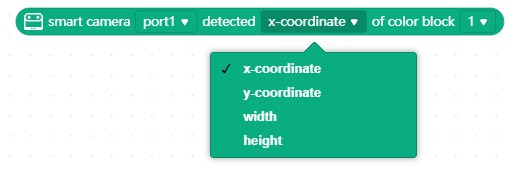 smart camera port1 detected x-coordinate of color block 1
x-coordinate
y-coordinate
width
height